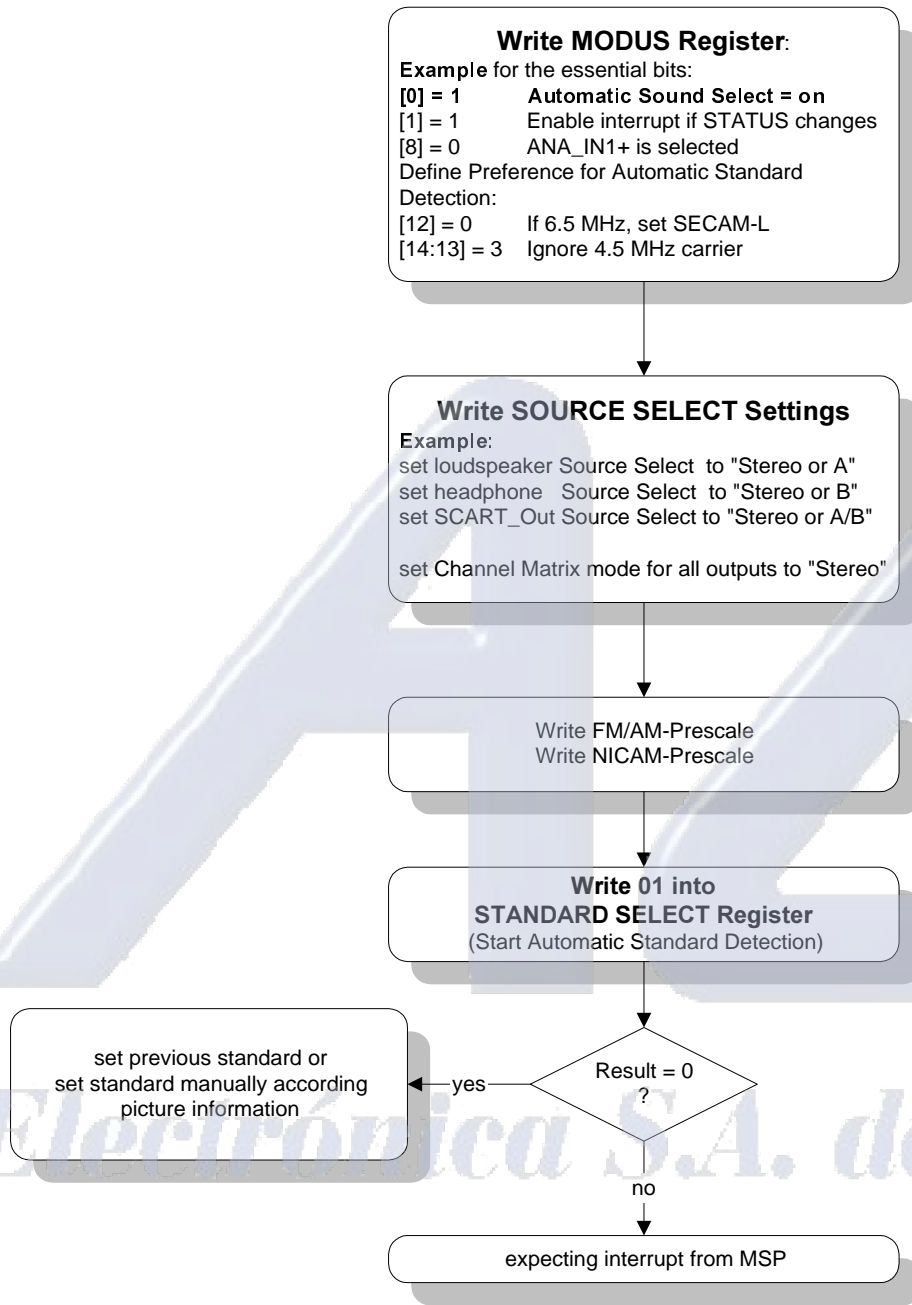 Write MODUS Register:
Example for the essential bits:
[0] = 1 Automatic Sound Select = on
[1] = 1 Enable interrupt if STATUS changes
[8] = 0 ANA_IN1+ is selected
Define Preference for Automatic Standard
Detection:
[12] = 0 If 6.5 MHz, set SECAM-L
[14:13] = 3 Ignore 4.5 MHz carrier
Write SOURCE SELECT Settings
Example:
set loudspeaker Source Select to "Stereo or A"
set headphone Source Select to "Stereo or B"
set SCART_Out Source Select to "Stereo or A/B"
set Channel Matrix mode for all outputs to "Stereo"
Write FM/AM-Prescale
Write NICAM-Prescale
Write 01 into
STANDARD SELECT Register
(Start Automatic Standard Detection)
set previous standard or
set standard manually according
picture information
yes
Result = 0
?
Electrónica S.A. de
no
expecting interrupt from MSP